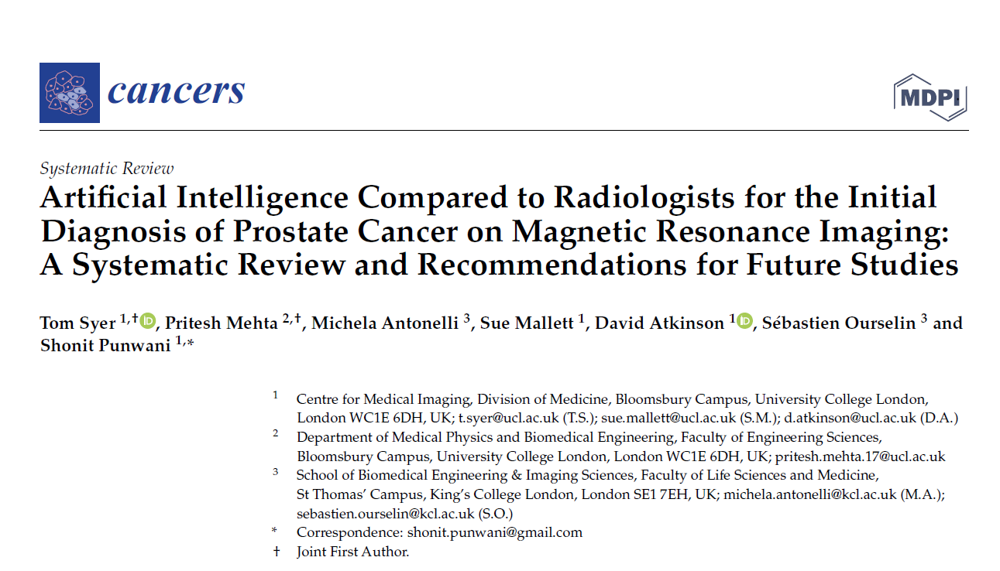 cancers
MDPI
Systematic Review
Artificial Intelligence Compared to Radiologists for the Initial
Diagnosis of Prostate Cancer on Magnetic Resonance Imaging:
A Systematic Review and Recommendations for Future Studies
Tom Syer 1,† iD, Pritesh Mehta 2,†, Michela Antonelli 3, Sue Mallett 1, David Atkinson 1 iD, Sébastien Ourselin 3 and
Shonit Punwani 1,*
1 Centre for Medical Imaging, Division of Medicine, Bloomsbury Campus, University College London,
London WC1E 6DH, UK; t.syer@ucl.ac.uk (T.S.); sue.mallett@ucl.ac.uk (S.M.); d.atkinson@ucl.ac.uk (D.A.)
2 Department of Medical Physics and Biomedical Engineering, Faculty of Engineering Sciences,
Bloomsbury Campus, University College London, London WC1E 6DH, UK; pritesh.mehta.17@ucl.ac.uk
3 School of Biomedical Engineering & Imaging Sciences, Faculty of Life Sciences and Medicine,
St Thomas’ Campus, King’s College London, London SE1 7EH, UK; michela.antonelli@kcl.ac.uk (M.A.);
sebastien.ourselin@kcl.ac.uk (S.O.)
* Correspondence: shonit.punwani@gmail.com
† Joint First Author.